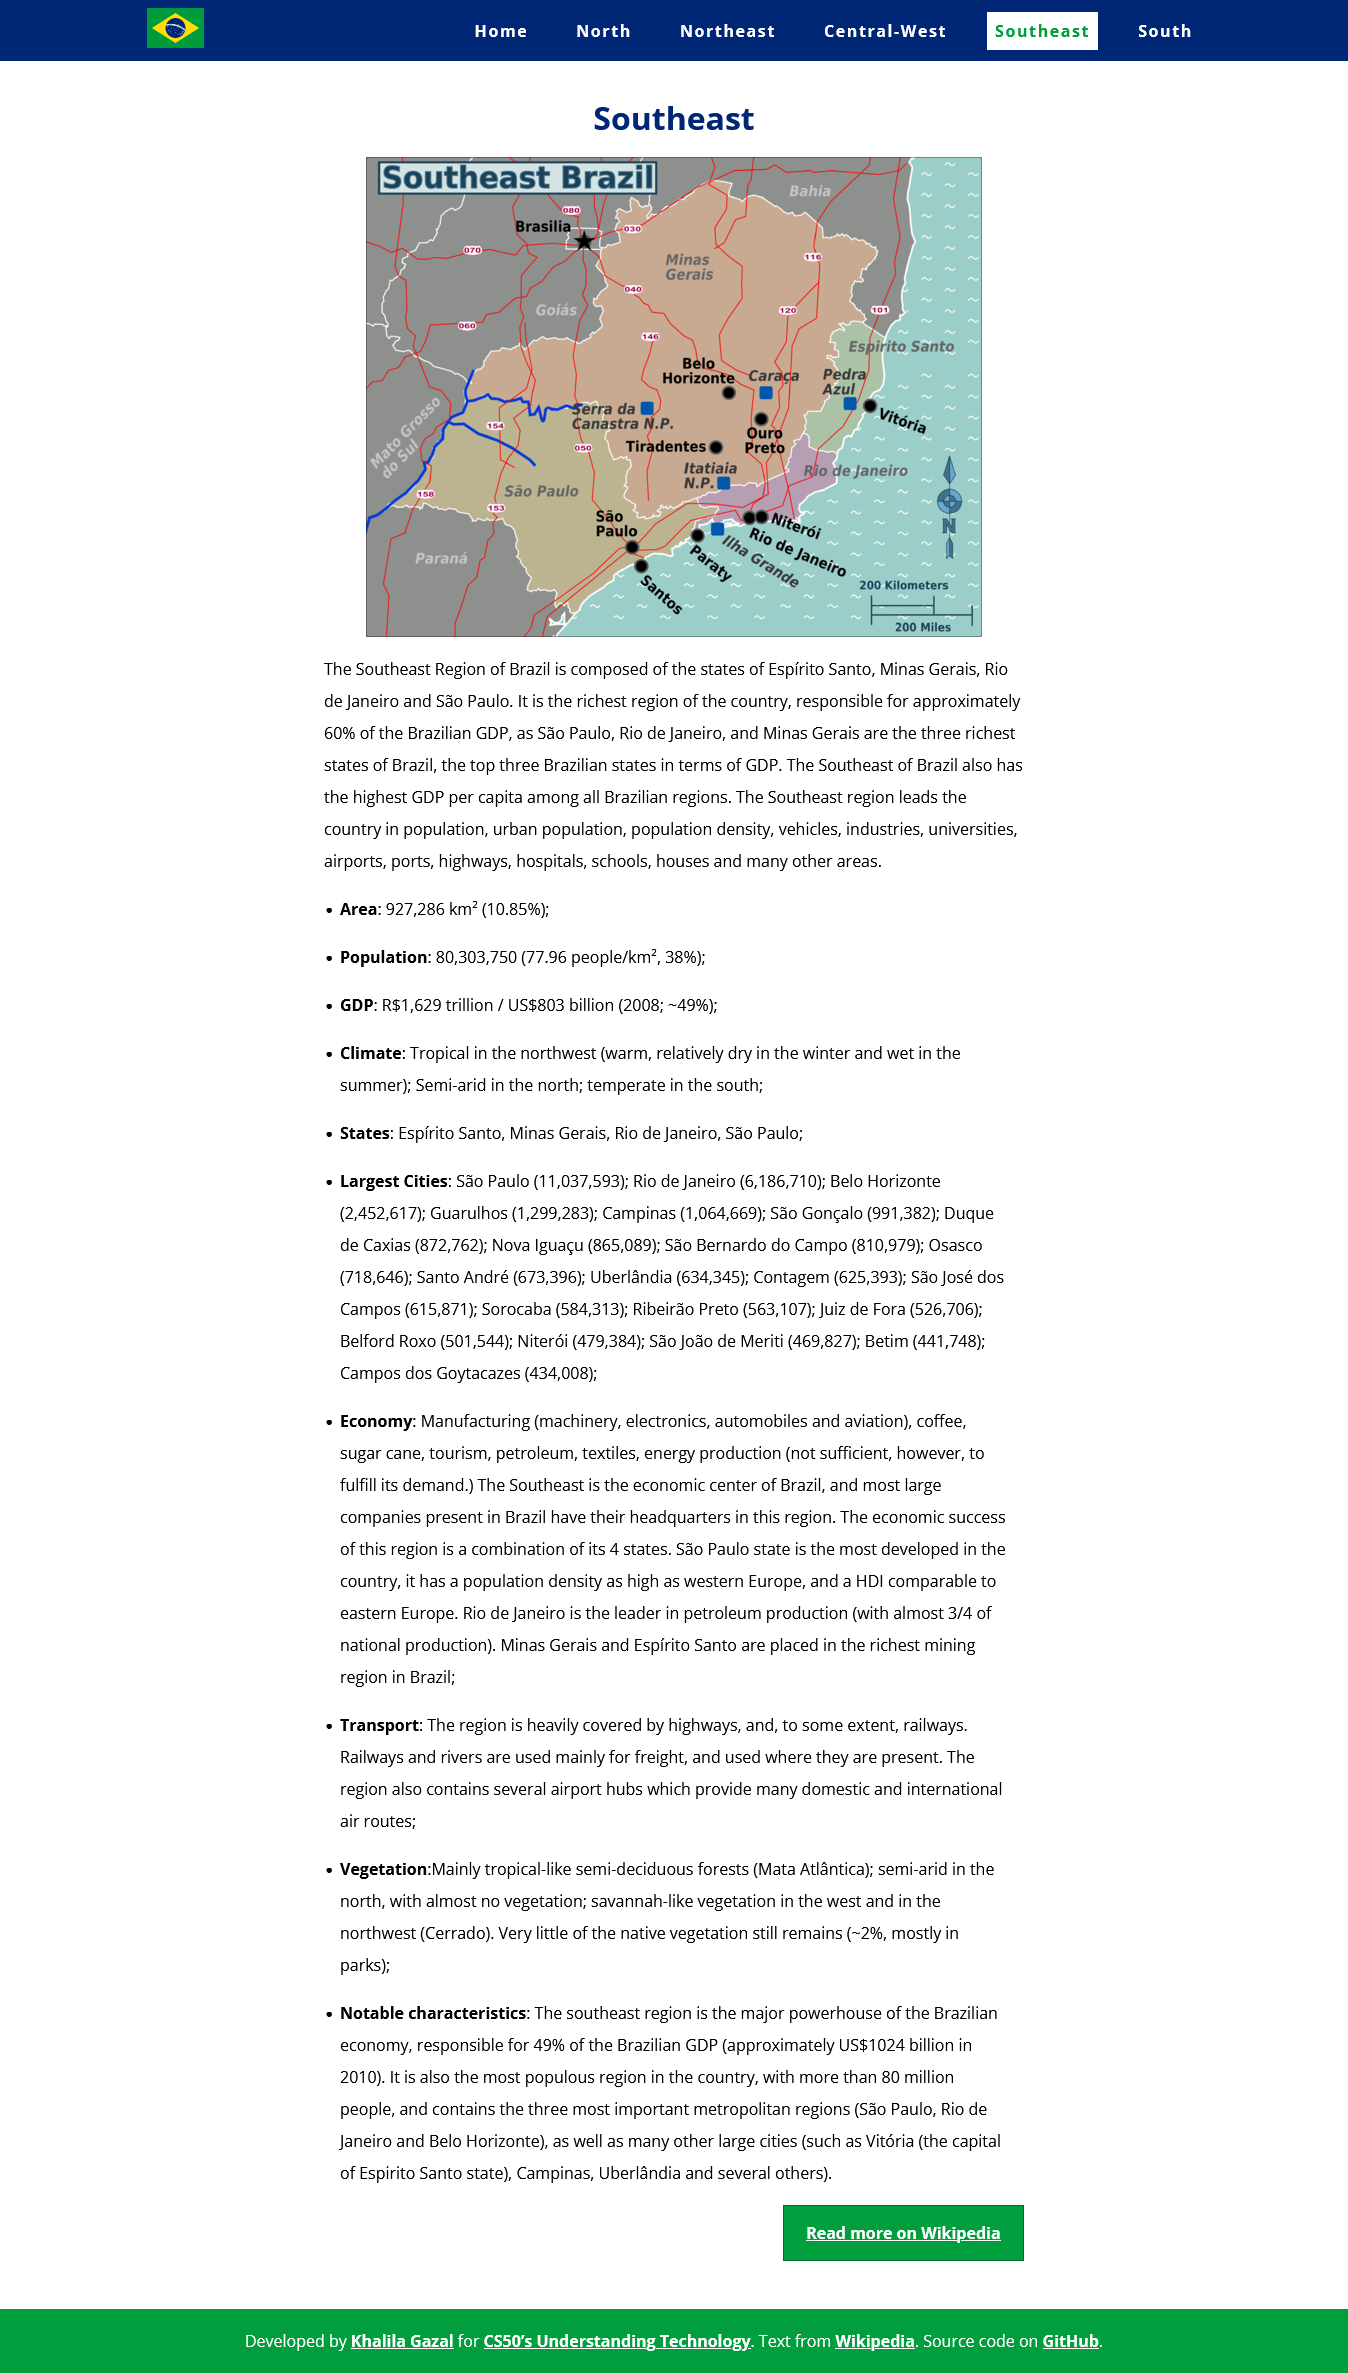 Home North Northeast Central-West Southeast South
Southeast
Southeast Brazil
Bahia
080
Brasilia
030
070
116
Minas
Gerais
040
Goiás
120
101
060
146
Espirito Santo
Belo
Horizonte
Caraça
Pedra
Azul
Mato Grosso
do Sul
Serra da
Canastra N.P.
Vitória
154
Ouro
Preto
050
Tiradentes
Itatiaia
N.P.
Rio de Janeiro
São Paulo
158
153
São
Paulo
Niterói
Rio de Janeiro
Paraná
Paraty
Ilha Grande
N
Santos
200 Kilometers
200 Miles
The Southeast Region of Brazil is composed of the states of Espírito Santo, Minas Gerais, Rio
de Janeiro and São Paulo. It is the richest region of the country, responsible for approximately
60% of the Brazilian GDP, as São Paulo, Rio de Janeiro, and Minas Gerais are the three richest
states of Brazil, the top three Brazilian states in terms of GDP. The Southeast of Brazil also has
the highest GDP per capita among all Brazilian regions. The Southeast region leads the
country in population, urban population, population density, vehicles, industries, universities,
airports, ports, highways, hospitals, schools, houses and many other areas.
• Area: 927,286 km² (10.85%);
• Population: 80,303,750 (77.96 people/km², 38%);
• GDP: R$1,629 trillion / US$803 billion (2008; ~49%);
• Climate: Tropical in the northwest (warm, relatively dry in the winter and wet in the
summer); Semi-arid in the north; temperate in the south;
• States: Espírito Santo, Minas Gerais, Rio de Janeiro, São Paulo;
• Largest Cities: São Paulo (11,037,593); Rio de Janeiro (6,186,710); Belo Horizonte
(2,452,617); Guarulhos (1,299,283); Campinas (1,064,669); São Gonçalo (991,382); Duque
de Caxias (872,762); Nova Iguaçu (865,089); São Bernardo do Campo (810,979); Osasco
(718,646); Santo André (673,396); Uberlândia (634,345); Contagem (625,393); São José dos
Campos (615,871); Sorocaba (584,313); Ribeirão Preto (563,107); Juiz de Fora (526,706);
Belford Roxo (501,544); Niterói (479,384); São João de Meriti (469,827); Betim (441,748);
Campos dos Goytacazes (434,008);
• Economy: Manufacturing (machinery, electronics, automobiles and aviation), coffee,
sugar cane, tourism, petroleum, textiles, energy production (not sufficient, however, to
fulfill its demand.) The Southeast is the economic center of Brazil, and most large
companies present in Brazil have their headquarters in this region. The economic success
of this region is a combination of its 4 states. São Paulo state is the most developed in the
country, it has a population density as high as western Europe, and a HDI comparable to
eastern Europe. Rio de Janeiro is the leader in petroleum production (with almost 3/4 of
national production). Minas Gerais and Espírito Santo are placed in the richest mining
region in Brazil;
• Transport: The region is heavily covered by highways, and, to some extent, railways.
Railways and rivers are used mainly for freight, and used where they are present. The
region also contains several airport hubs which provide many domestic and international
air routes;
• Vegetation:Mainly tropical-like semi-deciduous forests (Mata Atlântica); semi-arid in the
north, with almost no vegetation; savannah-like vegetation in the west and in the
northwest (Cerrado). Very little of the native vegetation still remains (~2%, mostly in
parks);
• Notable characteristics: The southeast region is the major powerhouse of the Brazilian
economy, responsible for 49% of the Brazilian GDP (approximately US$1024 billion in
2010). It is also the most populous region in the country, with more than 80 million
people, and contains the three most important metropolitan regions (São Paulo, Rio de
Janeiro and Belo Horizonte), as well as many other large cities (such as Vitória (the capital
of Espirito Santo state), Campinas, Uberlândia and several others).
Read more on Wikipedia
Developed by Khalila Gazal for CS50’s Understanding Technology. Text from Wikipedia. Source code on GitHub.